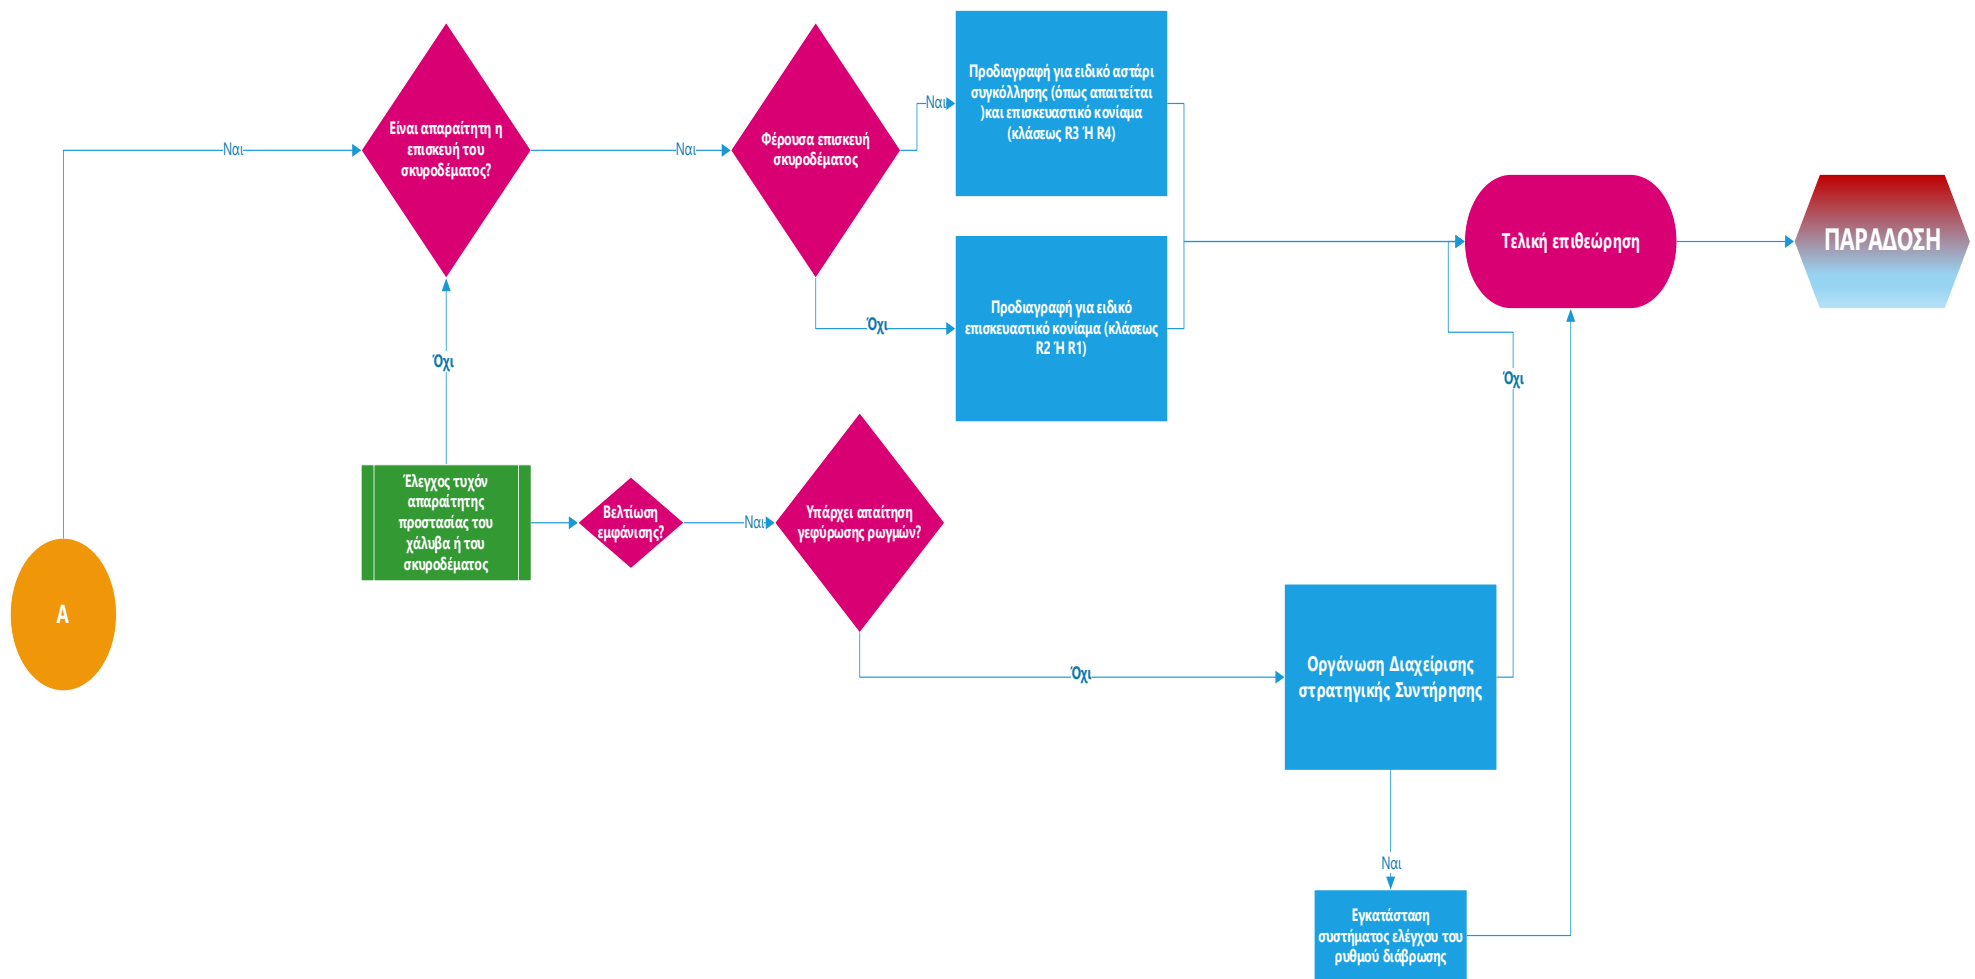 Ναι
Είναι απαραίτητη η
επισκευή του
σκυροδέματος?
Ναι
Φέρουσα επισκευή
σκυροδέματος
Ναι
Προδιαγραφή για ειδικό αστάρι
συγκόλλησης (όπως απαιτείται
)και επισκευαστικό κονίαμα
(κλάσεως R3 Ή R4)
Όχι
Προδιαγραφή για ειδικό
επισκευαστικό κονίαμα (κλάσεως
R2 Ή R1)
Τελική επιθεώρηση
ΠΑΡΑΔΟΣΗ
Όχι
Όχι
Έλεγχος τυχόν
απαραίτητης
προστασίας του
χάλυβα ή του
σκυροδέματος
Βελτίωση
εμφάνισης?
Ναι
Υπάρχει απαίτηση
γεφύρωσης ρωγμών?
A
Όχι
Οργάνωση Διαχείρισης
στρατηγικής Συντήρησης
Ναι
Εγκατάσταση
συστήματος ελέγχου του
ρυθμού διάβρωσης